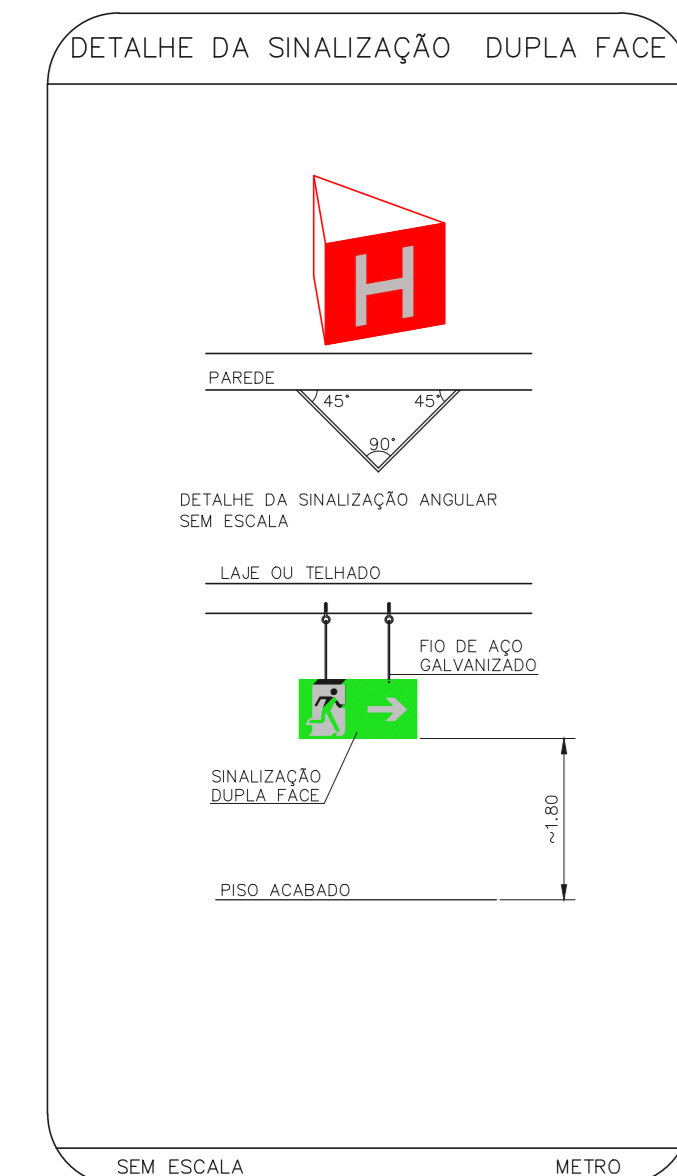 DETALHE DA SINALIZAÇÃO DUPLA FACE
H
PAREDE
45°
45°
90°
DETALHE DA SINALIZAÇÃO ANGULAR
SEM ESCALA
LAJE OU TELHADO
FIO DE AÇO
GALVANIZADO
SINALIZAÇÃO
DUPLA FACE
~1.80
PISO ACABADO
SEM ESCALA
METRO